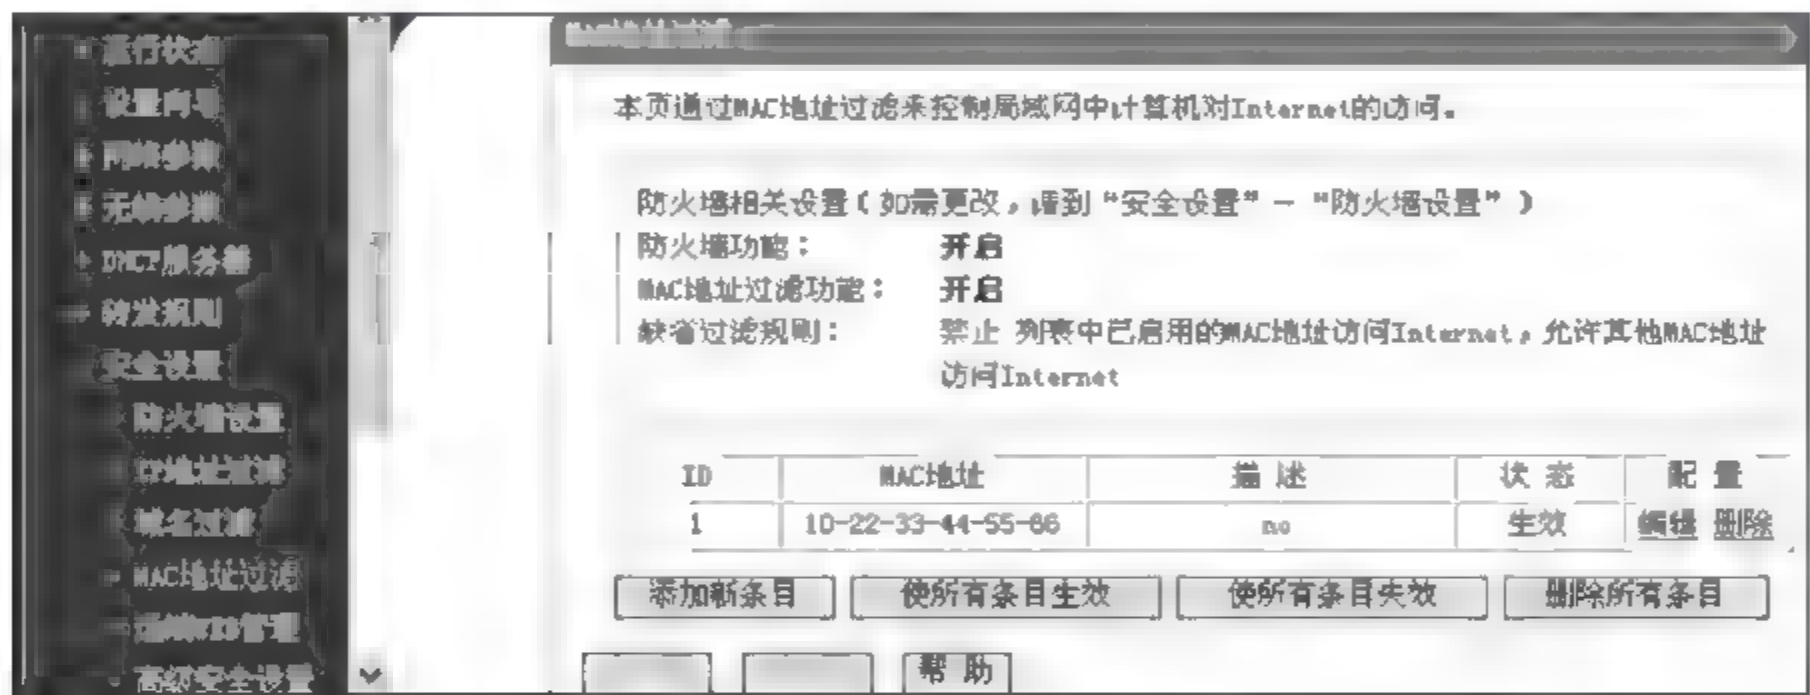 运行状态
设置向导
网络参数
无线参数
DHCP服务器
转发规则
安全设置
防火墙设置
IP地址过滤
域名过滤
MAC地址过滤
高级安全设置
MAC地址过滤
本页通过MAC地址过滤来控制局域网中计算机对Internet的访问。
防火墙相关设置(如需更改，请到“安全设置”－“防火墙设置”)
防火墙功能： 开启
MAC地址过滤功能： 开启
缺省过滤规则： 禁止 列表中已启用的MAC地址访问Internet，允许其他MAC地址
访问Internet
ID MAC地址 描 述 状 态 配 置
1 10-22-33-44-55-66 no 生效 编辑 删除
添加新条目 使所有条目生效 使所有条目失效 删除所有条目
帮 助